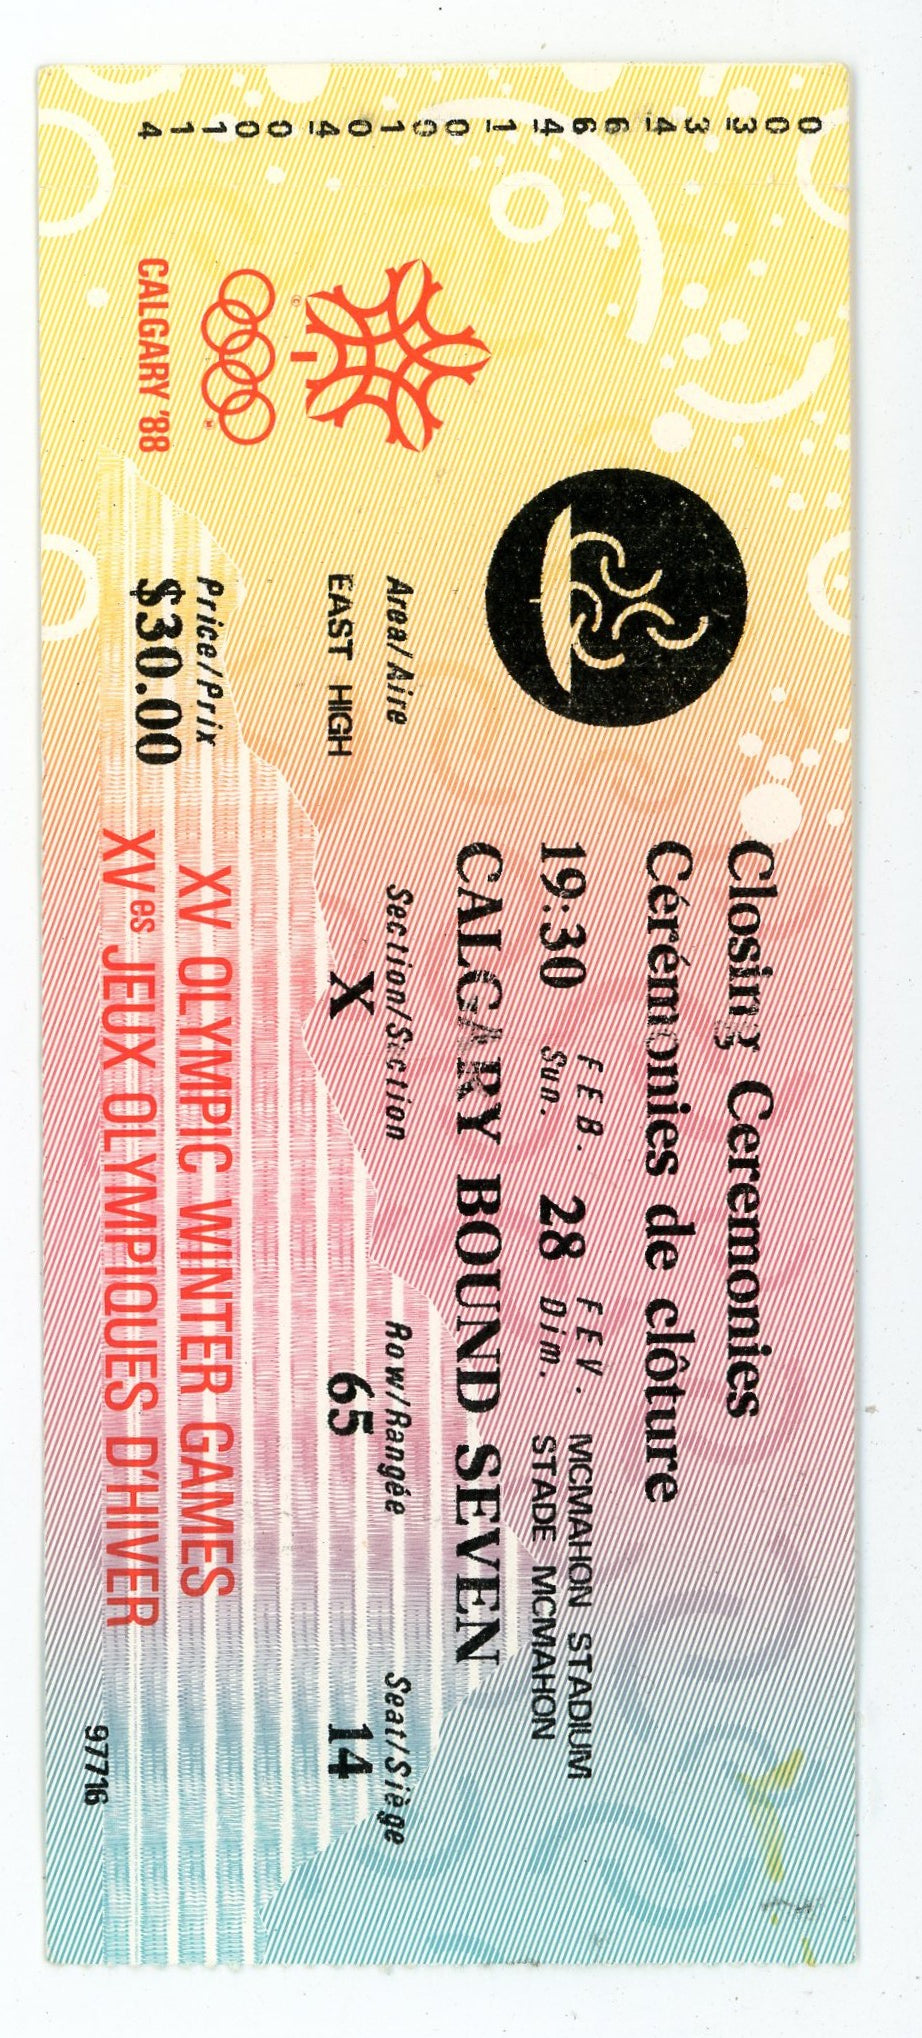 Closing Ceremonies
Cérémonies de clôture
19:30 FEB. Sun. 28 FEV. Dim. MCMAHON STADIUM
STADE MCMAHON
CALGARY BOUND SEVEN
Area/Aire Section/Section Row/Rangée Seat/Siège
EAST HIGH X 65 14
CALGARY '88
Price/Prix
$30.00
XV OLYMPIC WINTER GAMES
XVes JEUX OLYMPIQUES D'HIVER
97716